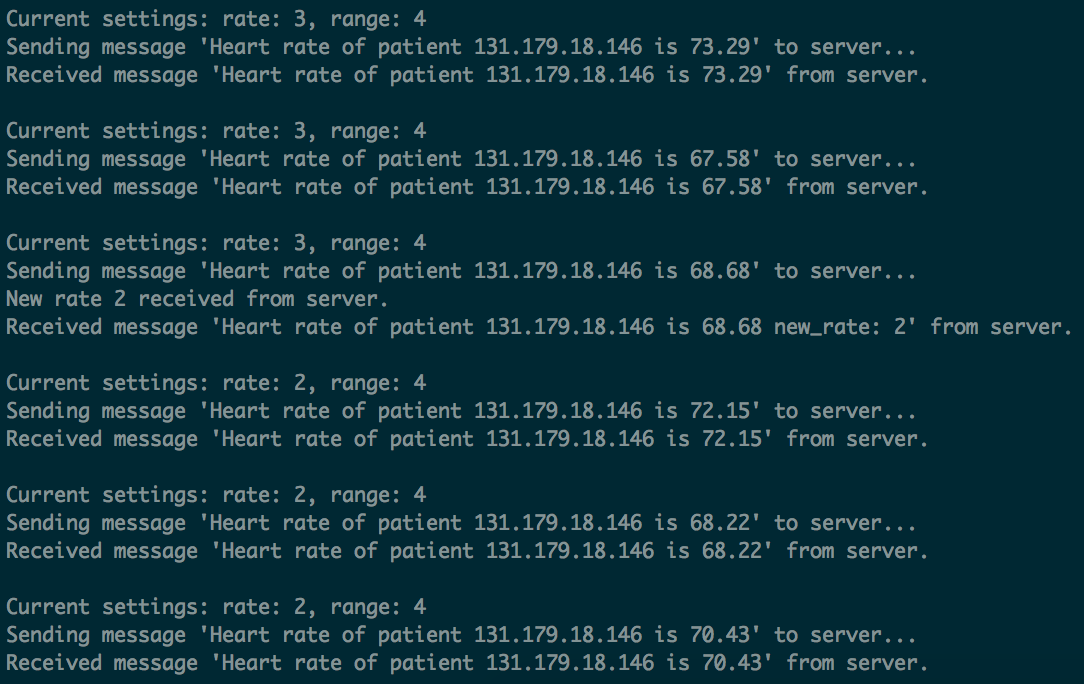 Current settings: rate: 3, range: 4
Sending message 'Heart rate of patient 131.179.18.146 is 73.29' to server...
Received message 'Heart rate of patient 131.179.18.146 is 73.29' from server.
Current settings: rate: 3, range: 4
Sending message 'Heart rate of patient 131.179.18.146 is 67.58' to server...
Received message 'Heart rate of patient 131.179.18.146 is 67.58' from server.
Current settings: rate: 3, range: 4
Sending message 'Heart rate of patient 131.179.18.146 is 68.68' to server...
New rate 2 received from server.
Received message 'Heart rate of patient 131.179.18.146 is 68.68 new_rate: 2' from server.
Current settings: rate: 2, range: 4
Sending message 'Heart rate of patient 131.179.18.146 is 72.15' to server...
Received message 'Heart rate of patient 131.179.18.146 is 72.15' from server.
Current settings: rate: 2, range: 4
Sending message 'Heart rate of patient 131.179.18.146 is 68.22' to server...
Received message 'Heart rate of patient 131.179.18.146 is 68.22' from server.
Current settings: rate: 2, range: 4
Sending message 'Heart rate of patient 131.179.18.146 is 70.43' to server...
Received message 'Heart rate of patient 131.179.18.146 is 70.43' from server.